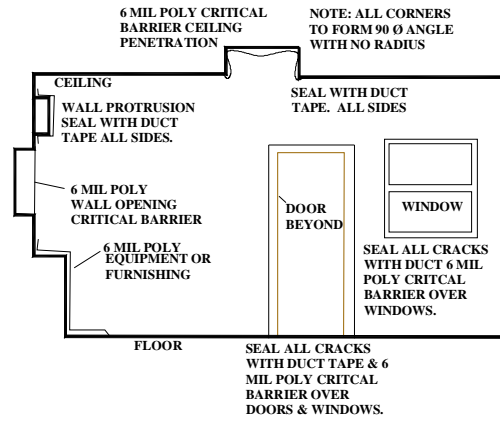 6 MIL POLY CRITICAL
BARRIER CEILING
PENETRATION
NOTE: ALL CORNERS
TO FORM 90 Ø ANGLE
WITH NO RADIUS
CEILING
SEAL WITH DUCT
TAPE. ALL SIDES
WALL PROTRUSION
SEAL WITH DUCT
TAPE ALL SIDES.
6 MIL POLY
WALL OPENING
CRITICAL BARRIER
DOOR
BEYOND
WINDOW
6 MIL POLY
EQUIPMENT OR
FURNISHING
SEAL ALL CRACKS
WITH DUCT 6 MIL
POLY CRITCAL
BARRIER OVER
WINDOWS.
FLOOR
SEAL ALL CRACKS
WITH DUCT TAPE & 6
MIL POLY CRITCAL
BARRIER OVER
DOORS & WINDOWS.